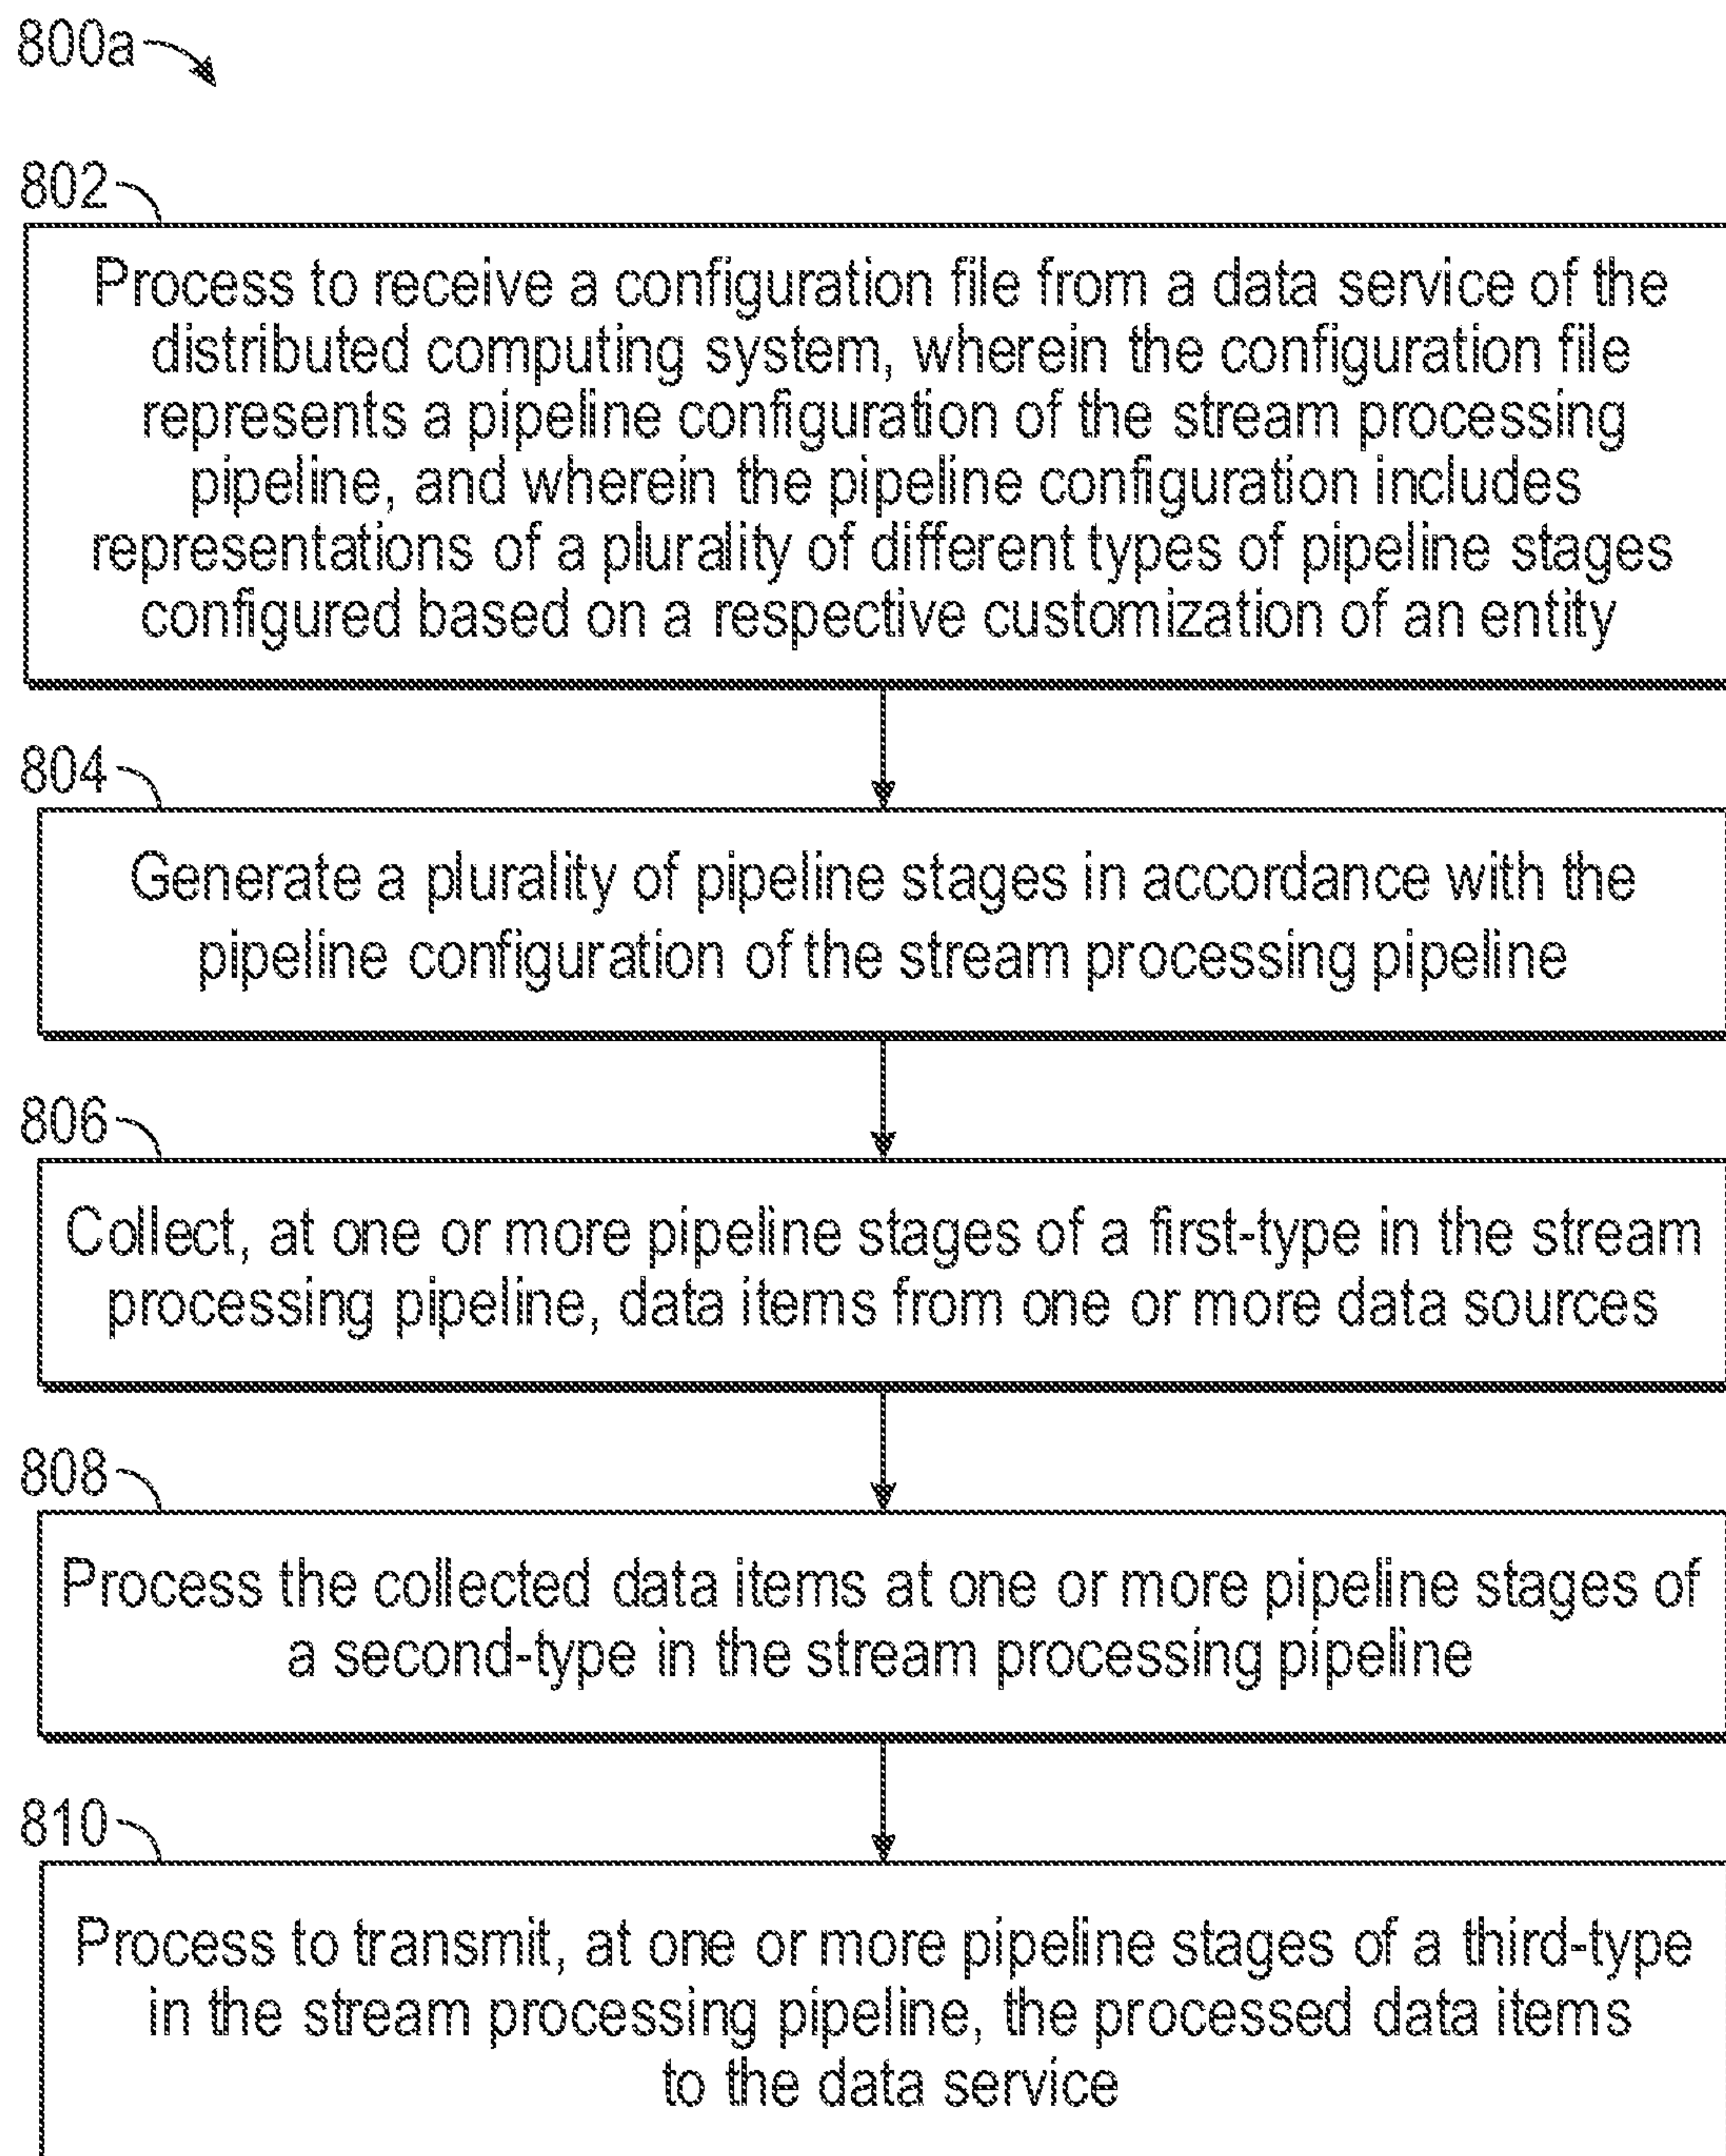 800a
802
Process to receive a configuration file from a data service of the
distributed computing system, wherein the configuration file
represents a pipeline configuration of the stream processing
pipeline, and wherein the pipeline configuration includes
representations of a plurality of different types of pipeline stages
configured based on a respective customization of an entity
804
Generate a plurality of pipeline stages in accordance with the
pipeline configuration of the stream processing pipeline
806
Collect, at one or more pipeline stages of a first-type in the stream
processing pipeline, data items from one or more data sources
808
Process the collected data items at one or more pipeline stages of
a second-type in the stream processing pipeline
810
Process to transmit, at one or more pipeline stages of a third-type
in the stream processing pipeline, the processed data items
to the data service